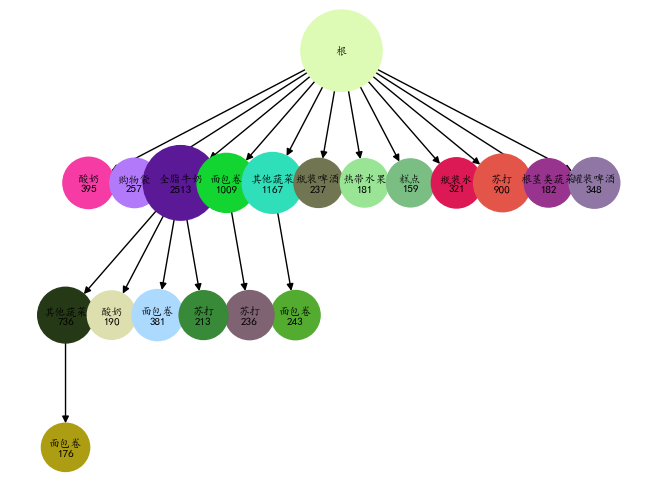 根
酸奶
395
购物袋
257
全脂牛奶
2513
面包卷
1009
其他蔬菜
1167
瓶装啤酒
237
热带水果
181
糕点
159
瓶装水
321
苏打
900
根茎类蔬菜
182
罐装啤酒
348
其他蔬菜
736
酸奶
190
面包卷
381
苏打
213
苏打
236
面包卷
243
面包卷
176